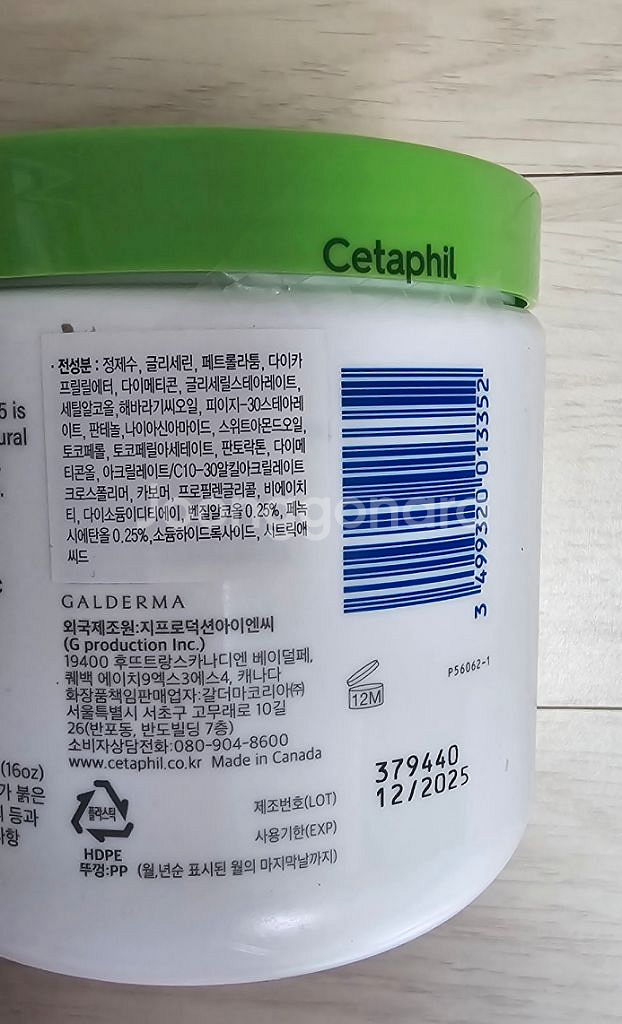 Cetaphil
5 is
ural
· 전성분 : 정제수, 글리세린, 페트롤라툼, 다이카
프릴릴에터, 다이메티콘, 글리세릴스테아레이트,
세틸알코올,해바라기씨오일, 피이지-30스테아레
이트, 판테놀,나이아신아마이드, 스위트아몬드오일,
토코페롤, 토코페릴아세테이트, 판토락톤, 다이메
티콘올, 아크릴레이트/C10-30알킬아크릴레이트
크로스폴리머, 카보머, 프로필렌글리콜, 비에이치
티, 다이소듐이디티에이, 벤질알코올 0.25%, 페녹
시에탄올 0.25%,소듐하이드록사이드, 시트릭애
씨드
3 499320 013352
GALDERMA
외국제조원:지프로덕션아이엔씨
(G production Inc.)
19400 후뜨트랑스카나디엔 베이덜페,
퀘백 에이치9엑스3에스4, 캐나다
화장품책임판매업자:갈더마코리아㈜
서울특별시 서초구 고무래로 10길
26(반포동, 반도빌딩 7층)
소비자상담전화:080-904-8600
www.cetaphil.co.kr Made in Canada
12M
P56062-1
(16oz)
가 붉은
등과
사항
플라스틱
HDPE
뚜껑:PP
제조번호(LOT)
379440
사용기한(EXP)
12/2025
(월,년순 표시된 월의 마지막날까지)